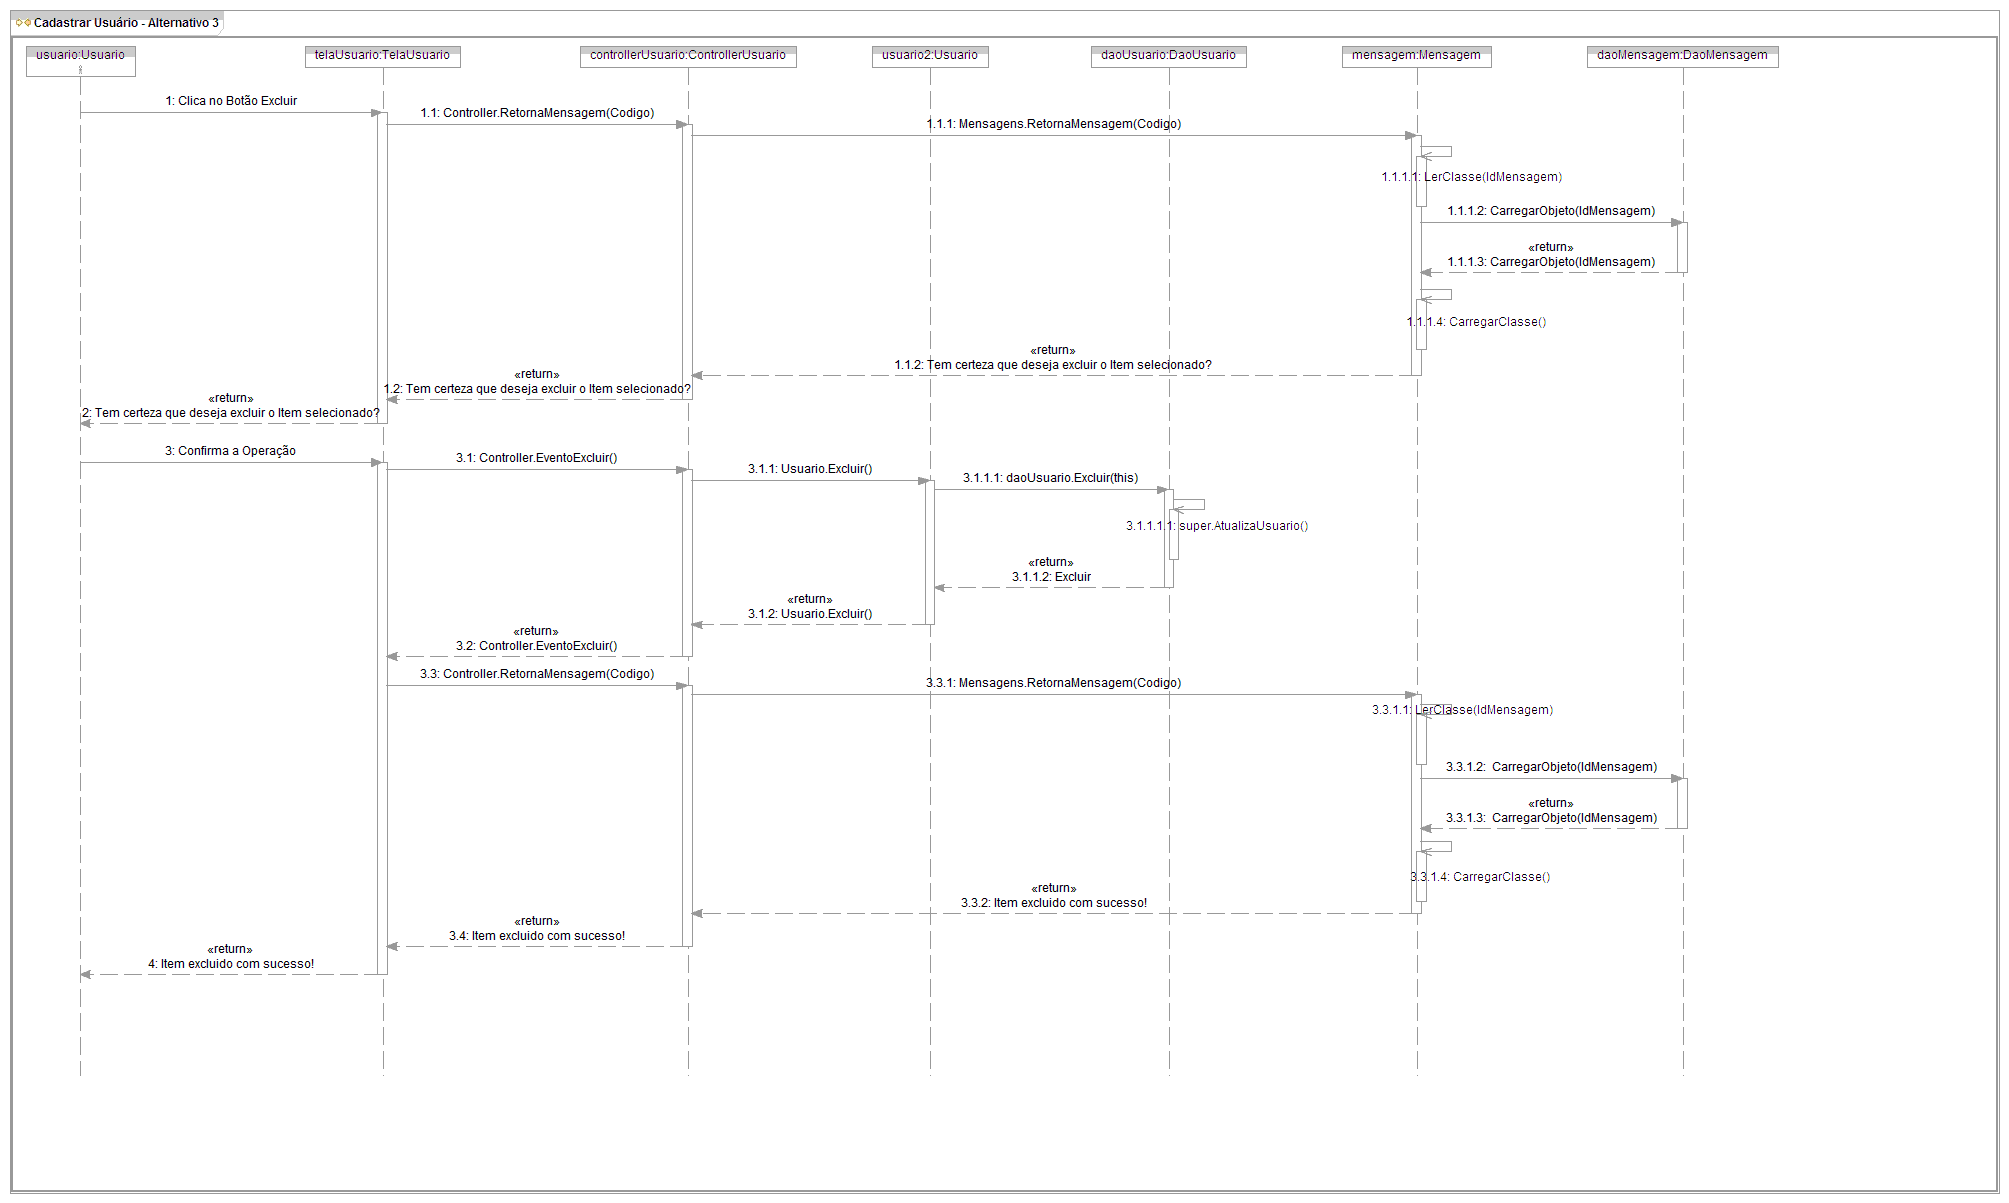 Cadastrar Usuário - Alternativo 3
usuario:Usuario
telaUsuario:TelaUsuario
controllerUsuario:ControllerUsuario
usuario2:Usuario
daoUsuario:DaoUsuario
mensagem:Mensagem
daoMensagem:DaoMensagem
1: Clica no Botão Excluir
1.1: Controller.RetornaMensagem(Codigo)
1.1.1: Mensagens.RetornaMensagem(Codigo)
1.1.1.1: LerClasse(IdMensagem)
1.1.1.2: CarregarObjeto(IdMensagem)
«return»
1.1.1.3: CarregarObjeto(IdMensagem)
1.1.1.4: CarregarClasse()
«return»
1.1.2: Tem certeza que deseja excluir o Item selecionado?
«return»
1.2: Tem certeza que deseja excluir o Item selecionado?
«return»
2: Tem certeza que deseja excluir o Item selecionado?
3: Confirma a Operação
3.1: Controller.EventoExcluir()
3.1.1: Usuario.Excluir()
3.1.1.1: daoUsuario.Excluir(this)
3.1.1.1.1: super.AtualizaUsuario()
«return»
3.1.1.2: Excluir
«return»
3.1.2: Usuario.Excluir()
«return»
3.2: Controller.EventoExcluir()
3.3: Controller.RetornaMensagem(Codigo)
3.3.1: Mensagens.RetornaMensagem(Codigo)
3.3.1.1: LerClasse(IdMensagem)
3.3.1.2:  CarregarObjeto(IdMensagem)
«return»
3.3.1.3:  CarregarObjeto(IdMensagem)
3.3.1.4: CarregarClasse()
«return»
3.3.2: Item excluido com sucesso!
«return»
3.4: Item excluido com sucesso!
«return»
4: Item excluido com sucesso!